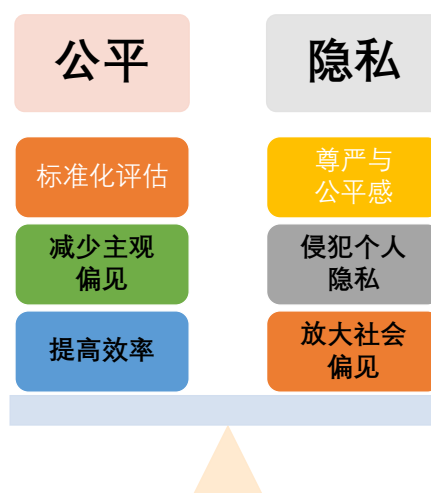 公平
隐私
标准化评估
尊严与
公平感
减少主观
偏见
侵犯个人
隐私
提高效率
放大社会
偏见